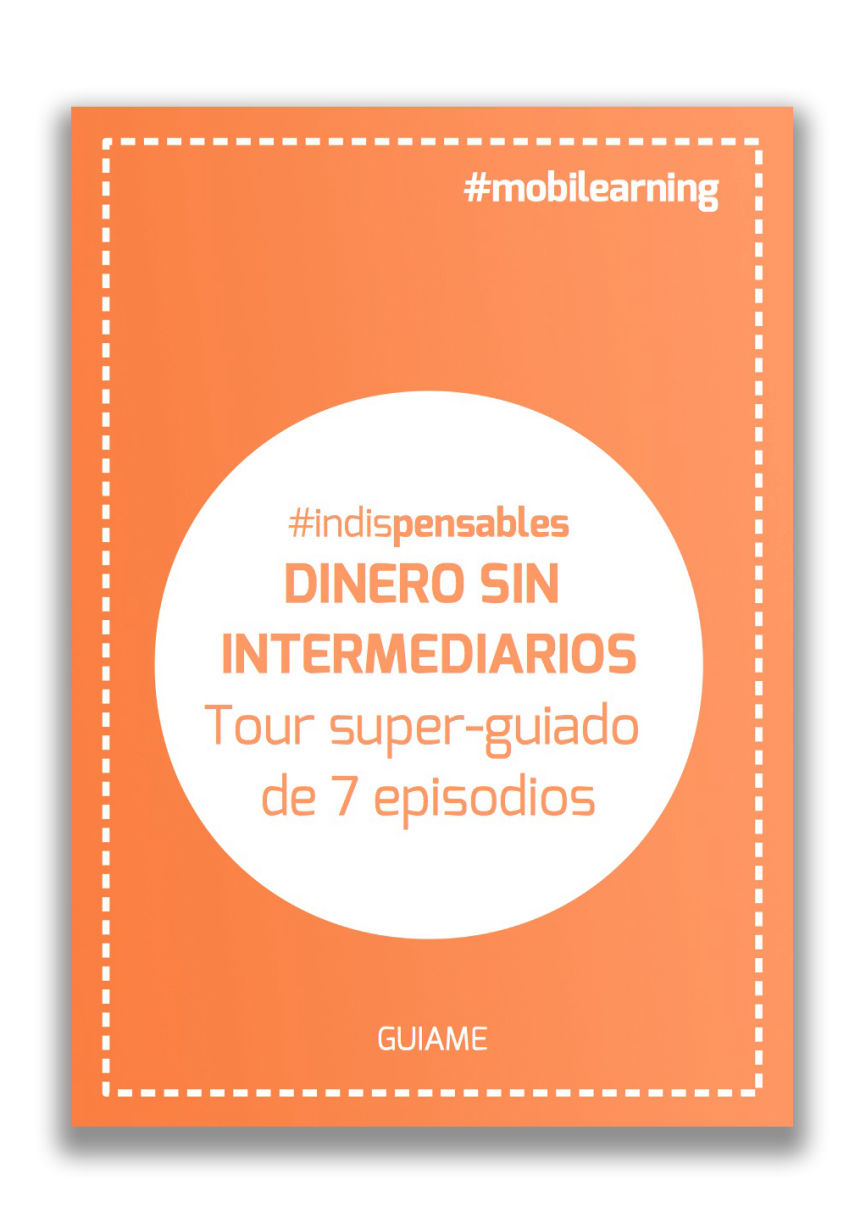 #mobilearning
#indispensables
DINERO SIN
INTERMEDIARIOS
Tour super-guiado
de 7 episodios
GUIAME